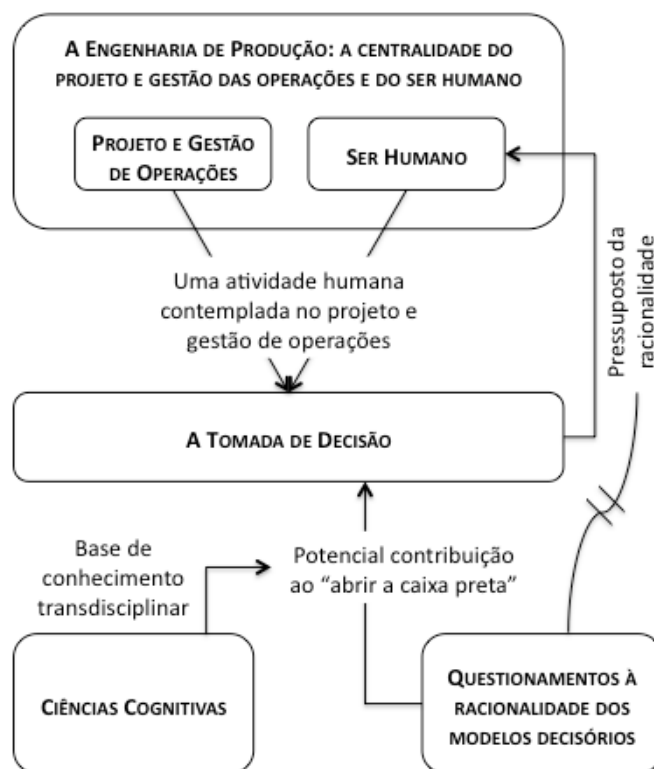 A Engenharia de Produção: a centralidade do
projeto e gestão das operações e do ser humano
Projeto e Gestão
de Operações
Ser Humano
Uma atividade humana
contemplada no projeto e
gestão de operações
Pressuposto da
racionalidade
A Tomada de Decisão
Base de
conhecimento
transdisciplinar
Potencial contribuição
ao “abrir a caixa preta”
Ciências Cognitivas
Questionamentos à
racionalidade dos
modelos decisórios